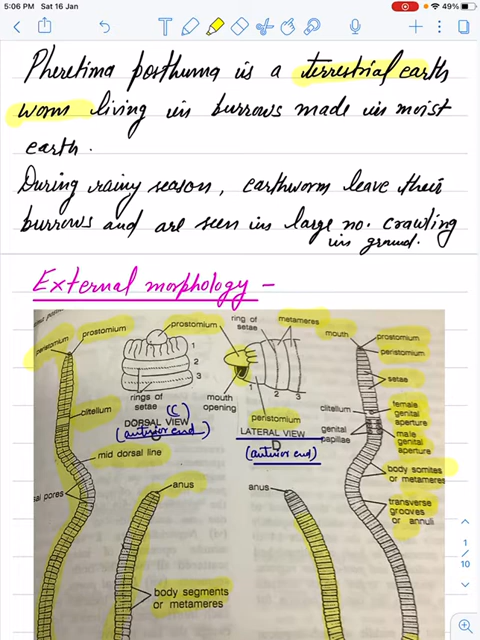 5:06 PM Sat 16 Jan
49%
Pheretima posthuma is a terrestrial earth
worm living in burrows made in moist
earth.
During rainy season, earthworm leave their
burrows and are seen in large no. crawling
in ground.
External morphology -
peristomium
prostomium
clitellum
mid dorsal line
pores
prostomium
1
2
3
rings of
setae
(C)
DORSAL VIEW
(anterior end)
anus
body segments
or metameres
ring of
setae
metameres
mouth
opening
1
2
3
peristomium
LATERAL VIEW
D
(anterior end)
anus
mouth
prostomium
peristomium
setae
clitellum
genital
papillae
female
genital
aperture
male
genital
aperture
body somites
or metameres
transverse
grooves
or annuli
1
10